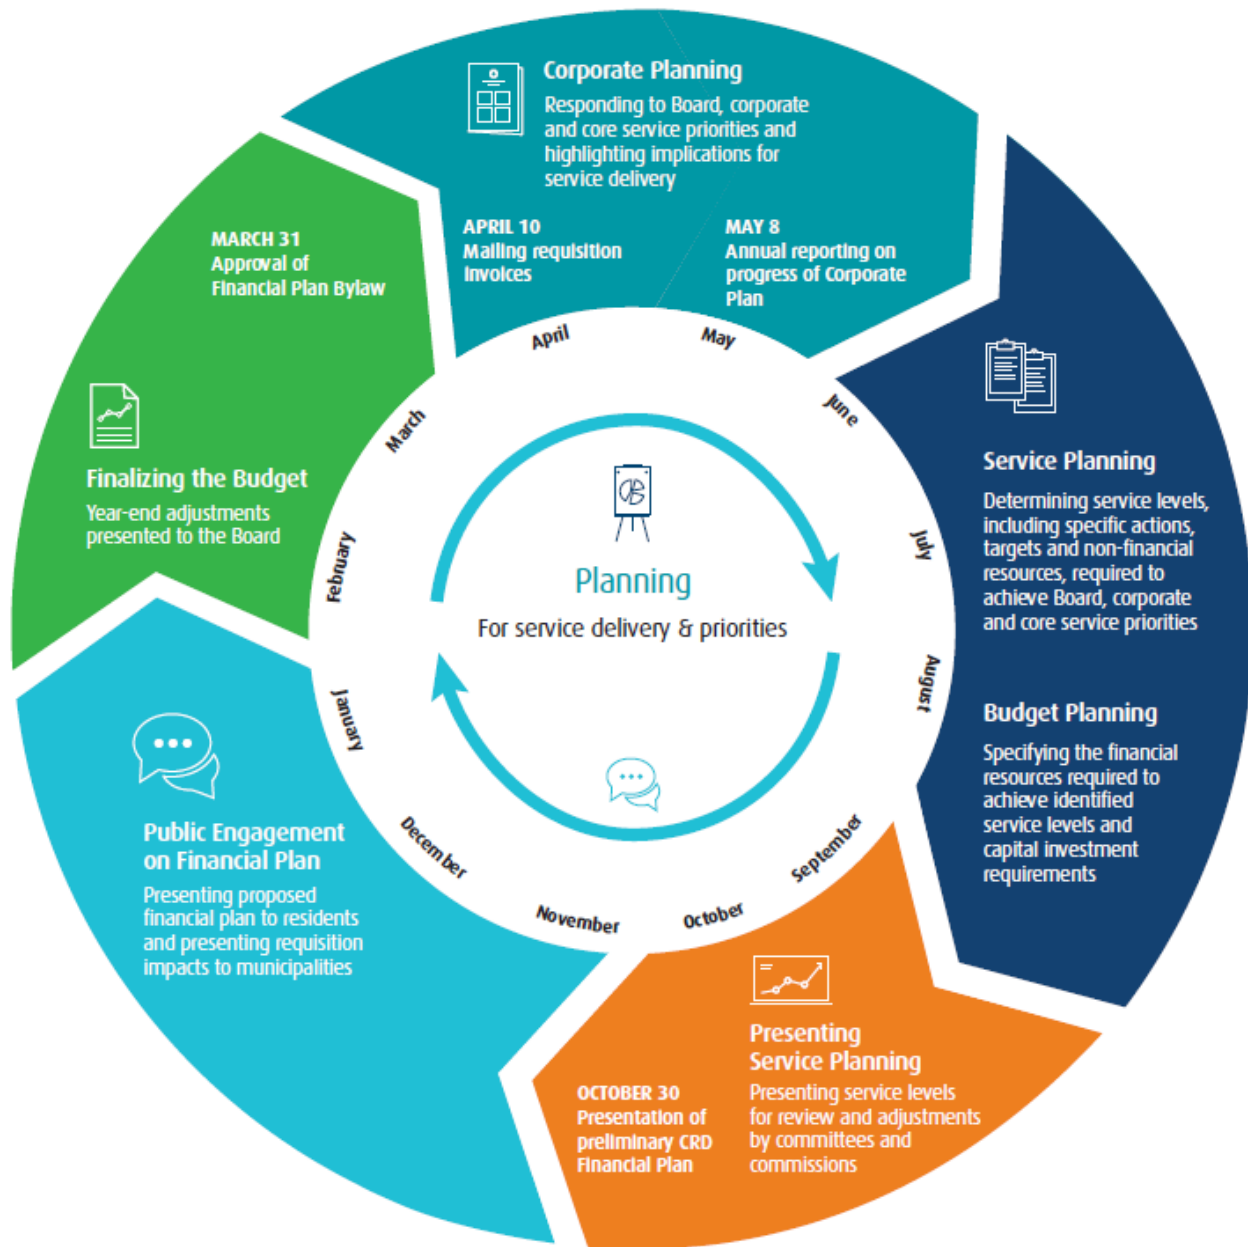 Corporate Planning
Responding to Board, corporate
and core service priorities and
highlighting implications for
service delivery
APRIL 10
Mailing requisition
invoices
MAY 8
Annual reporting on
progress of Corporate
Plan
Service Planning
Determining service levels,
including specific actions,
targets and non-financial
resources, required to
achieve Board, corporate
and core service priorities
Budget Planning
Specifying the financial
resources required to
achieve identified
service levels and
capital investment
requirements
Presenting
Service Planning
Presenting service levels
for review and adjustments
by committees and
commissions
OCTOBER 30
Presentation of
preliminary CRD
Financial Plan
Public Engagement
on Financial Plan
Presenting proposed
financial plan to residents
and presenting requisition
impacts to municipalities
Finalizing the Budget
Year-end adjustments
presented to the Board
MARCH 31
Approval of
Financial Plan Bylaw
April
May
June
July
August
September
October
November
December
January
February
March
Planning
For service delivery & priorities